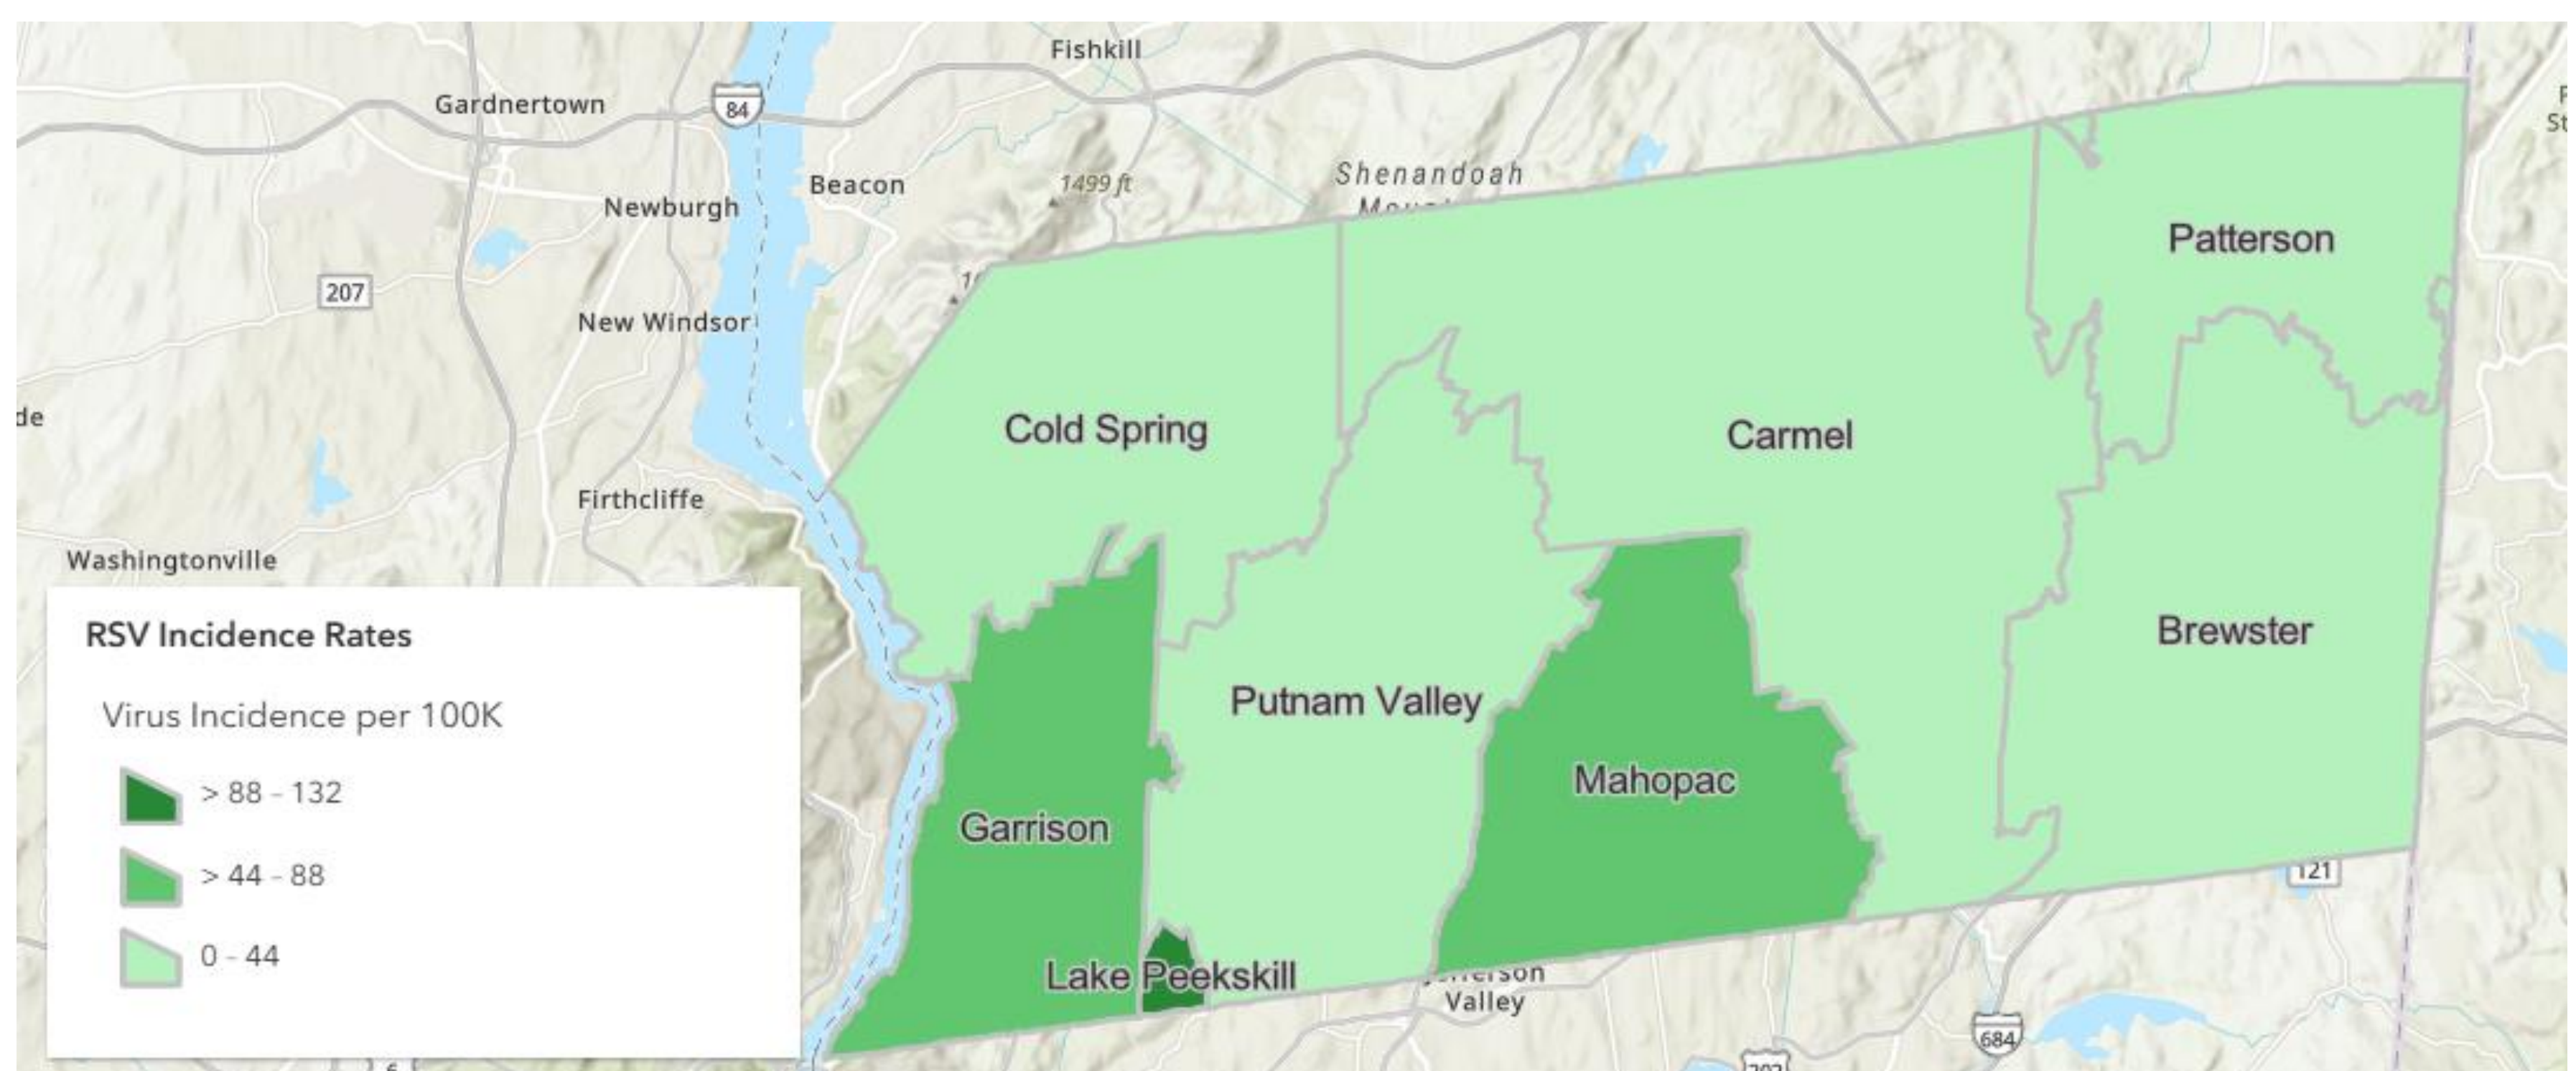 Fishkill
Gardnertown
84
Beacon
1499 ft
Shenandoah
Newburgh
Patterson
207
New Windsor
Cold Spring
Carmel
Firthcliffe
Washingtonville
Brewster
Putnam Valley
Mahopac
Garrison
121
Lake Peekskill
Valley
684
RSV Incidence Rates
Virus Incidence per 100K
> 88 - 132
> 44 - 88
0 - 44